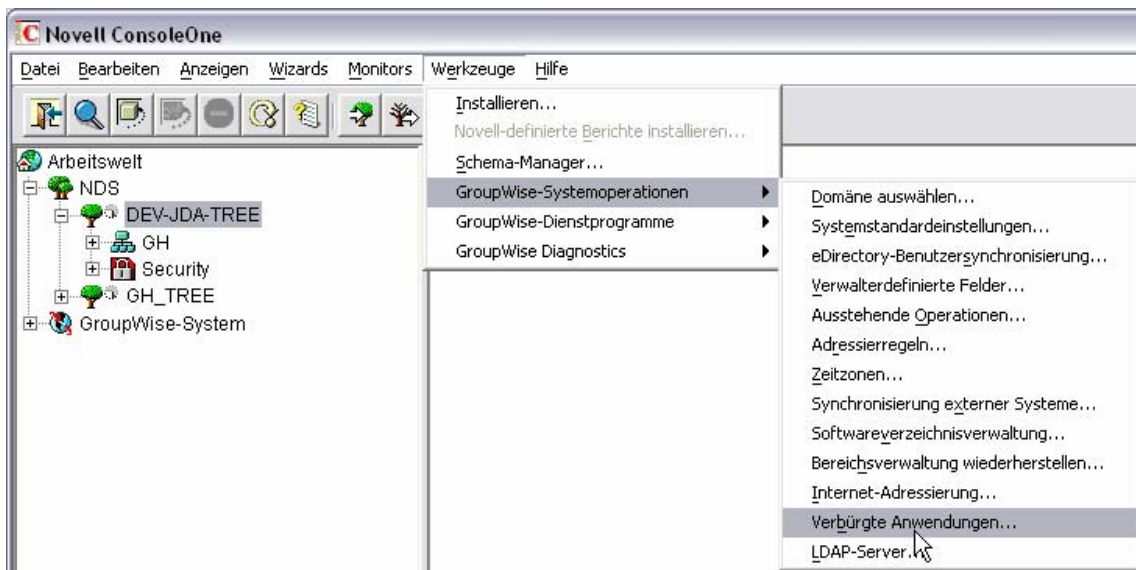 Novell ConsoleOne
Datei Bearbeiten Anzeigen Wizards Monitors Werkzeuge Hilfe
Installieren...
Novell-definierte Berichte installieren...
Schema-Manager...
GroupWise-Systemoperationen
GroupWise-Dienstprogramme
GroupWise Diagnostics
Arbeitswelt
NDS
DEV-JDA-TREE
GH
Security
GH_TREE
GroupWise-System
Domäne auswählen...
Systemstandardeinstellungen...
eDirectory-Benutzersynchronisierung...
Verwalterdefinierte Felder...
Ausstehende Operationen...
Adressierregeln...
Zeitzonen...
Synchronisierung externer Systeme...
Softwareverzeichnisverwaltung...
Bereichsverwaltung wiederherstellen...
Internet-Adressierung...
Verbürgte Anwendungen...
LDAP-Server...